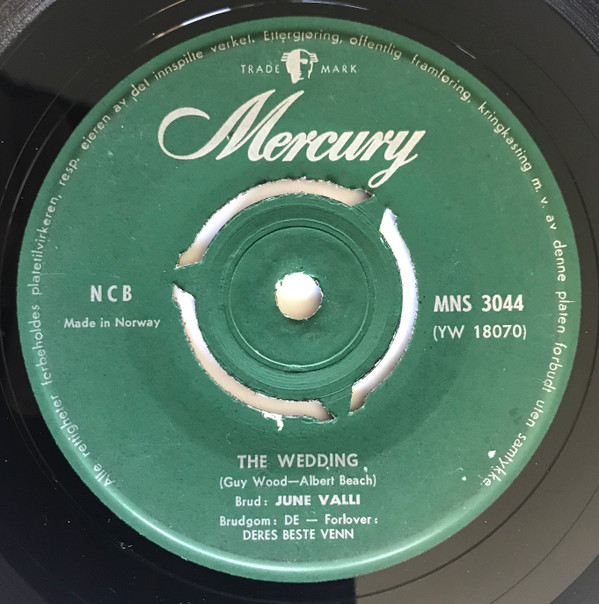 Alle rettigheter forbeholdes platetilvirkeren, resp. eieren av det innspilte verket. Ettergjøring, offentlig framføring, kringkasting m. v. av denne platen forbudt uten samtykke
TRADE MARK
Mercury
NCB
Made in Norway
MNS 3044
(YW 18070)
THE WEDDING
(Guy Wood—Albert Beach)
Brud: JUNE VALLI
Brudgom: DE — Forlover:
DERES BESTE VENN